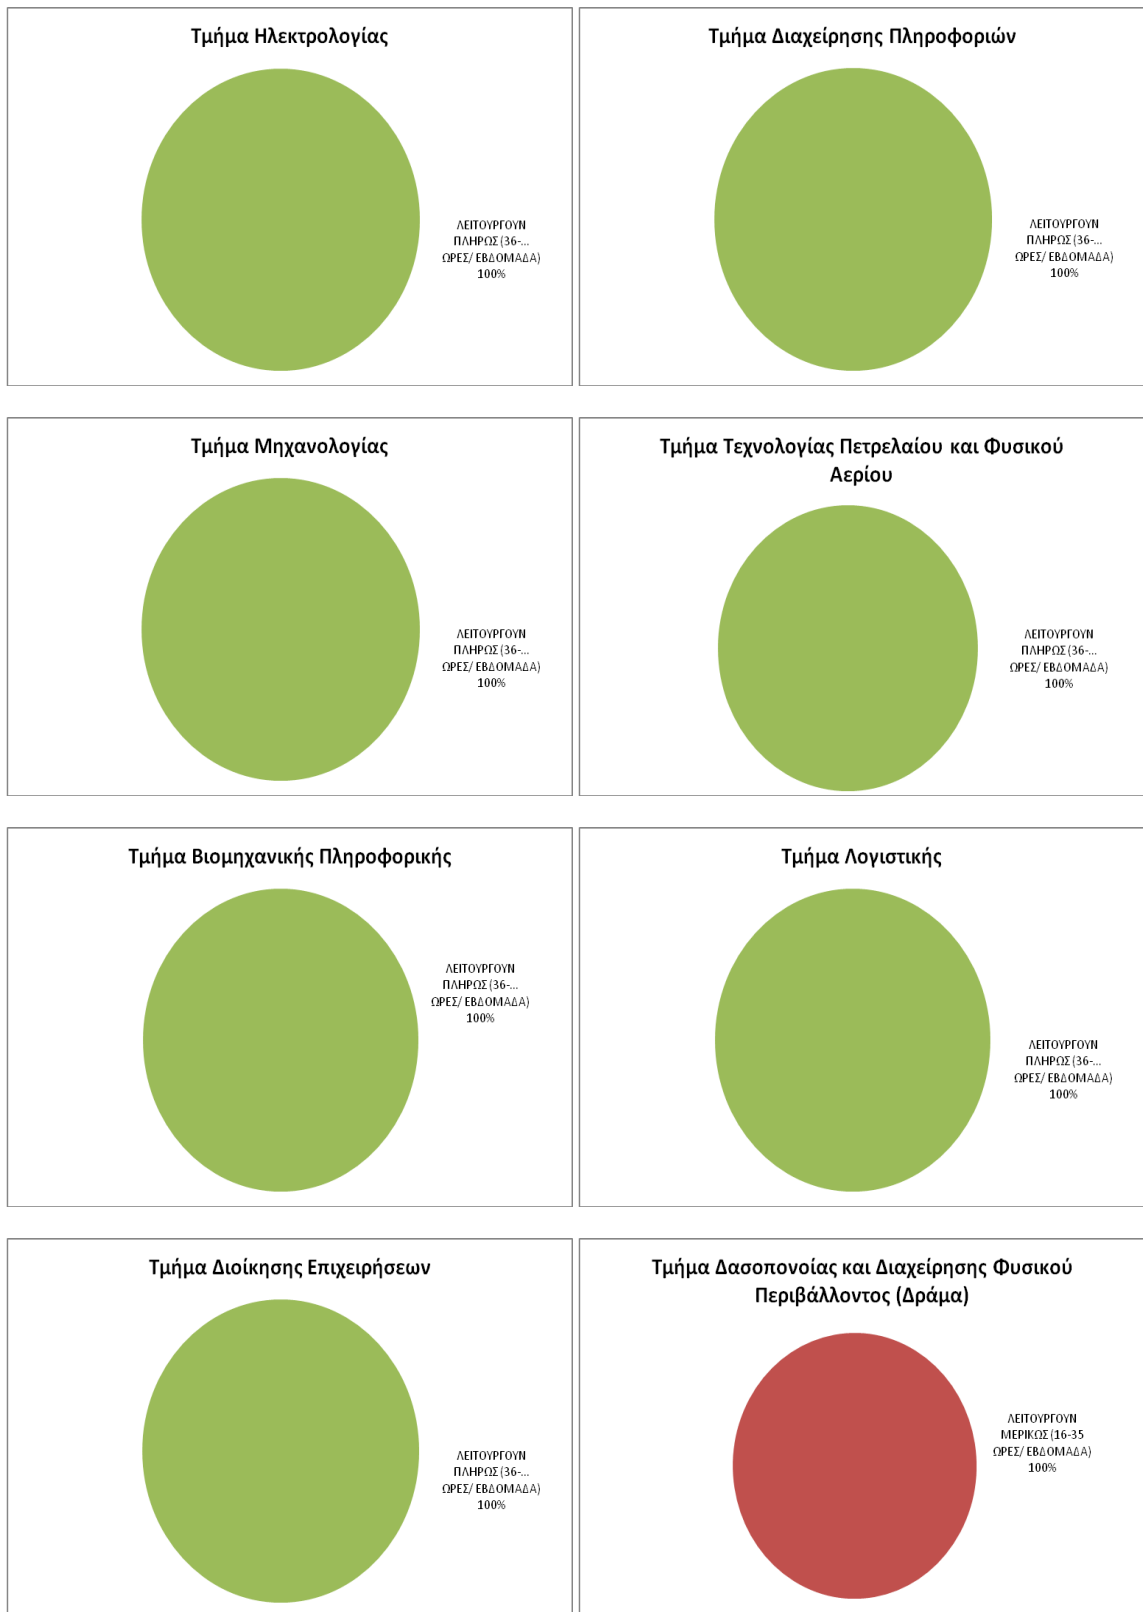 Τμήμα Ηλεκτρολογίας
ΛΕΙΤΟΥΡΓΟΥΝ
ΠΛΗΡΩΣ (36-...
ΩΡΕΣ/ ΕΒΔΟΜΑΔΑ)
100%
Τμήμα Διαχείρησης Πληροφοριών
ΛΕΙΤΟΥΡΓΟΥΝ
ΠΛΗΡΩΣ (36-...
ΩΡΕΣ/ ΕΒΔΟΜΑΔΑ)
100%
Τμήμα Μηχανολογίας
ΛΕΙΤΟΥΡΓΟΥΝ
ΠΛΗΡΩΣ (36-...
ΩΡΕΣ/ ΕΒΔΟΜΑΔΑ)
100%
Τμήμα Τεχνολογίας Πετρελαίου και Φυσικού
Αερίου
ΛΕΙΤΟΥΡΓΟΥΝ
ΠΛΗΡΩΣ (36-...
ΩΡΕΣ/ ΕΒΔΟΜΑΔΑ)
100%
Τμήμα Βιομηχανικής Πληροφορικής
ΛΕΙΤΟΥΡΓΟΥΝ
ΠΛΗΡΩΣ (36-...
ΩΡΕΣ/ ΕΒΔΟΜΑΔΑ)
100%
Τμήμα Λογιστικής
ΛΕΙΤΟΥΡΓΟΥΝ
ΠΛΗΡΩΣ (36-...
ΩΡΕΣ/ ΕΒΔΟΜΑΔΑ)
100%
Τμήμα Διοίκησης Επιχειρήσεων
ΛΕΙΤΟΥΡΓΟΥΝ
ΠΛΗΡΩΣ (36-...
ΩΡΕΣ/ ΕΒΔΟΜΑΔΑ)
100%
Τμήμα Δασοπονοίας και Διαχείρησης Φυσικού
Περιβάλλοντος (Δράμα)
ΛΕΙΤΟΥΡΓΟΥΝ
ΜΕΡΙΚΩΣ (16-35
ΩΡΕΣ/ ΕΒΔΟΜΑΔΑ)
100%